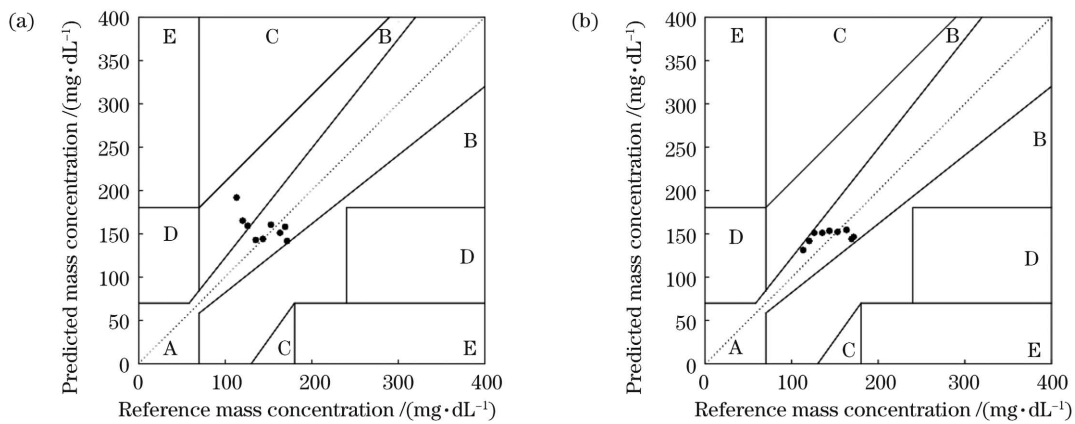 (a)
Predicted mass concentration /(mg·dL⁻¹)
400
350
300
250
200
150
100
50
0
E
C
B
B
D
D
A
C
E
0 100 200 300 400
Reference mass concentration /(mg·dL⁻¹)
(b)
Predicted mass concentration /(mg·dL⁻¹)
400
350
300
250
200
150
100
50
0
E
C
B
B
D
D
A
C
E
0 100 200 300 400
Reference mass concentration /(mg·dL⁻¹)